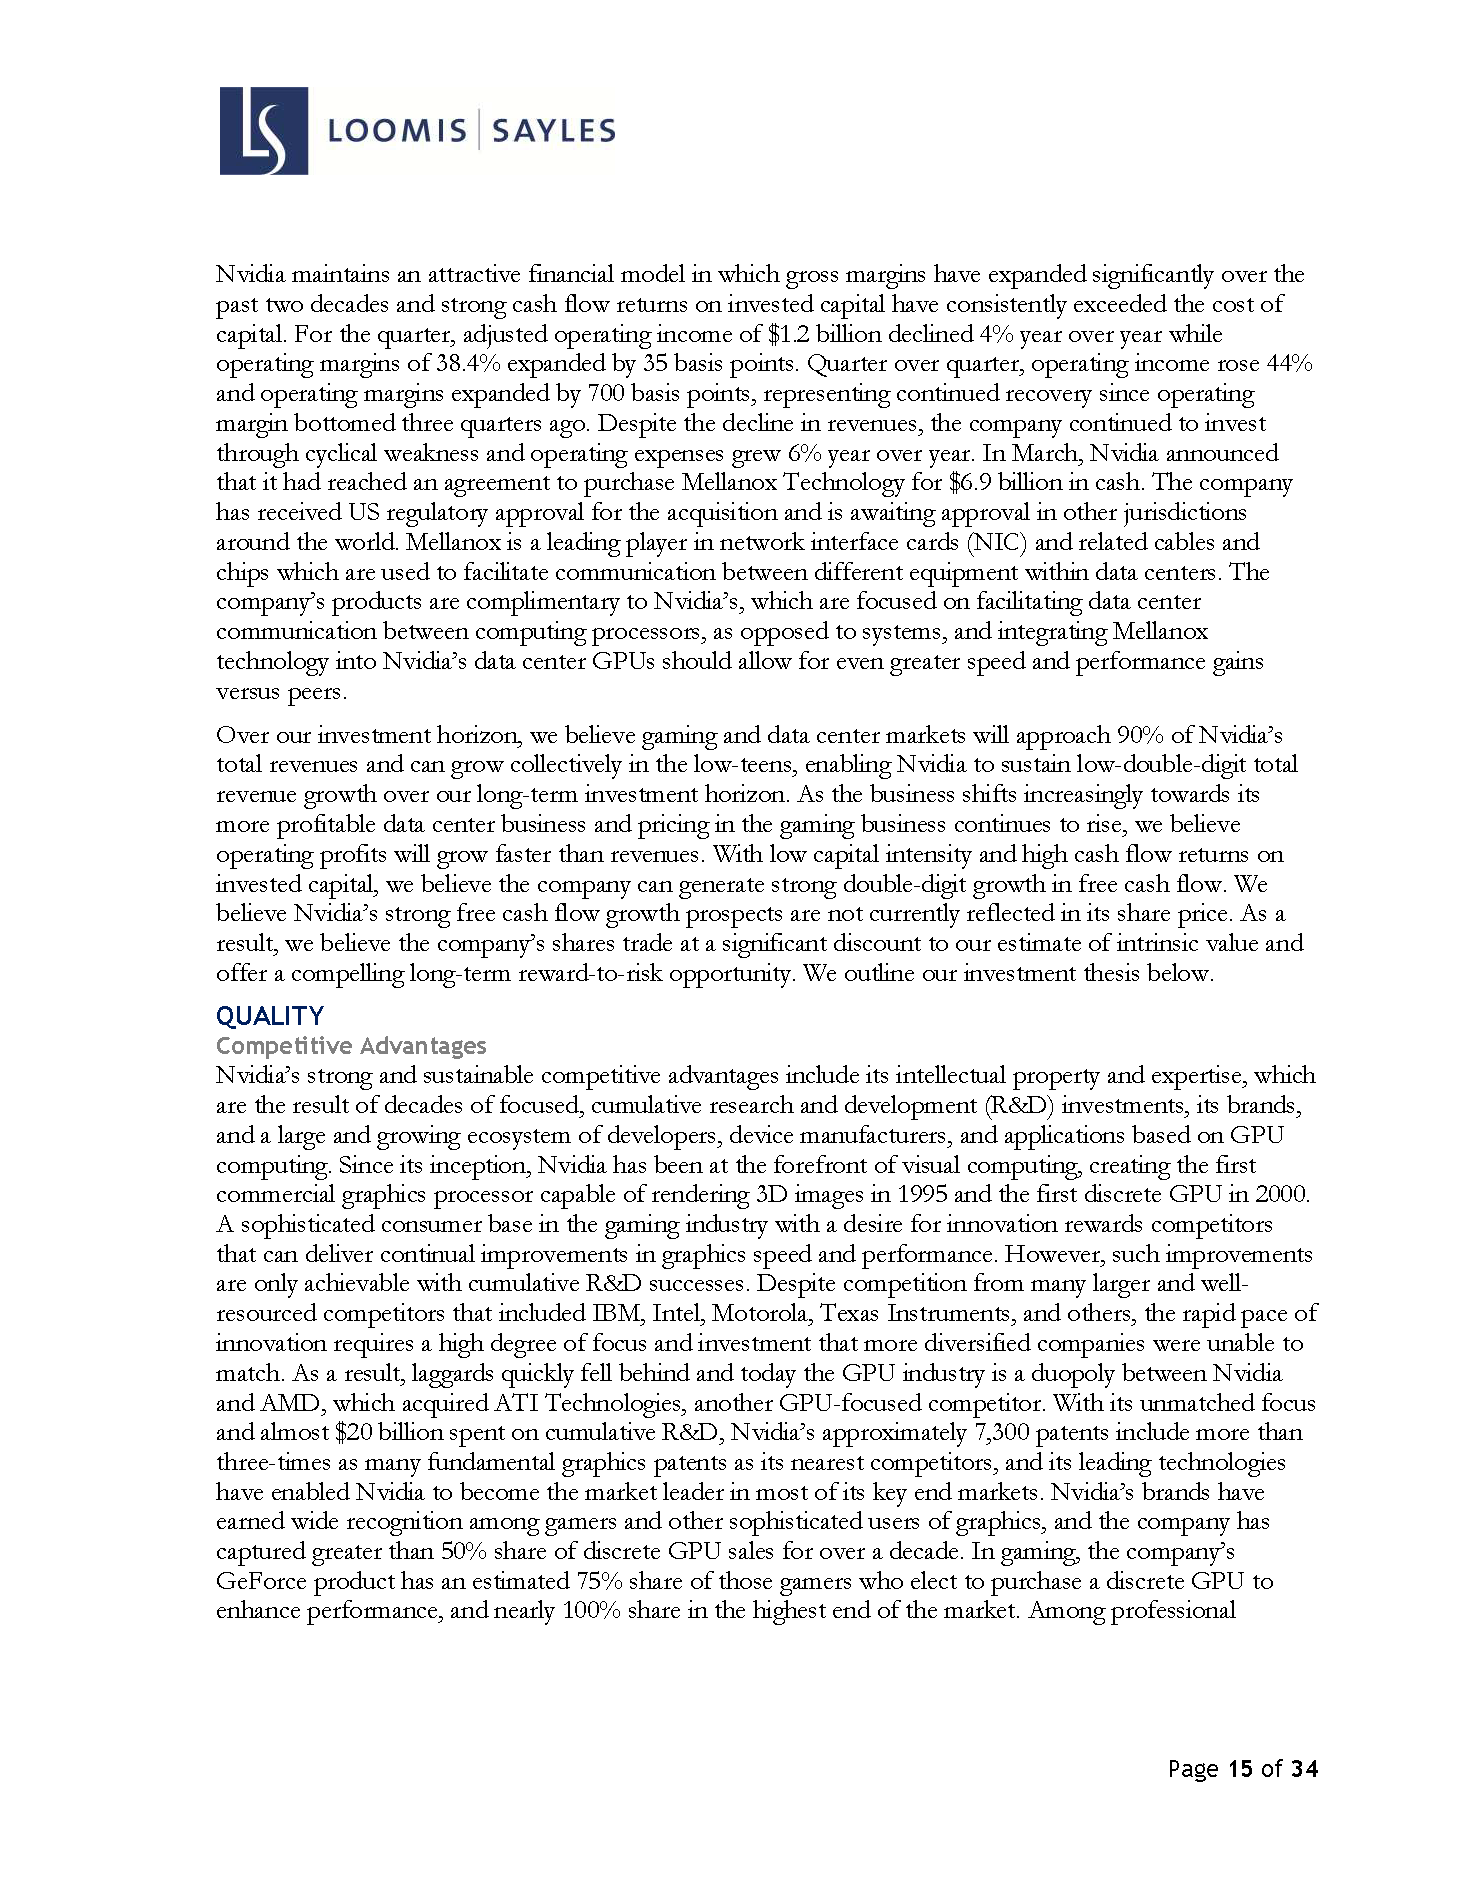 LS LOOMIS | SAYLES
Nvidia maintains an attractive financial model in which gross margins have expanded significantly over the
past two decades and strong cash flow returns on invested capital have consistently exceeded the cost of
capital. For the quarter, adjusted operating income of $1.2 billion declined 4% year over year while
operating margins of 38.4% expanded by 35 basis points. Quarter over quarter, operating income rose 44%
and operating margins expanded by 700 basis points, representing continued recovery since operating
margin bottomed three quarters ago. Despite the decline in revenues, the company continued to invest
through cyclical weakness and operating expenses grew 6% year over year. In March, Nvidia announced
that it had reached an agreement to purchase Mellanox Technology for $6.9 billion in cash. The company
has received US regulatory approval for the acquisition and is awaiting approval in other jurisdictions
around the world. Mellanox is a leading player in network interface cards (NIC) and related cables and
chips which are used to facilitate communication between different equipment within data centers. The
company’s products are complimentary to Nvidia’s, which are focused on facilitating data center
communication between computing processors, as opposed to systems, and integrating Mellanox
technology into Nvidia’s data center GPUs should allow for even greater speed and performance gains
versus peers.
Over our investment horizon, we believe gaming and data center markets will approach 90% of Nvidia’s
total revenues and can grow collectively in the low-teens, enabling Nvidia to sustain low-double-digit total
revenue growth over our long-term investment horizon. As the business shifts increasingly towards its
more profitable data center business and pricing in the gaming business continues to rise, we believe
operating profits will grow faster than revenues. With low capital intensity and high cash flow returns on
invested capital, we believe the company can generate strong double-digit growth in free cash flow. We
believe Nvidia’s strong free cash flow growth prospects are not currently reflected in its share price. As a
result, we believe the company’s shares trade at a significant discount to our estimate of intrinsic value and
offer a compelling long-term reward-to-risk opportunity. We outline our investment thesis below.
QUALITY
Competitive Advantages
Nvidia’s strong and sustainable competitive advantages include its intellectual property and expertise, which
are the result of decades of focused, cumulative research and development (R&D) investments, its brands,
and a large and growing ecosystem of developers, device manufacturers, and applications based on GPU
computing. Since its inception, Nvidia has been at the forefront of visual computing, creating the first
commercial graphics processor capable of rendering 3D images in 1995 and the first discrete GPU in 2000.
A sophisticated consumer base in the gaming industry with a desire for innovation rewards competitors
that can deliver continual improvements in graphics speed and performance. However, such improvements
are only achievable with cumulative R&D successes. Despite competition from many larger and well-
resourced competitors that included IBM, Intel, Motorola, Texas Instruments, and others, the rapid pace of
innovation requires a high degree of focus and investment that more diversified companies were unable to
match. As a result, laggards quickly fell behind and today the GPU industry is a duopoly between Nvidia
and AMD, which acquired ATI Technologies, another GPU-focused competitor. With its unmatched focus
and almost $20 billion spent on cumulative R&D, Nvidia’s approximately 7,300 patents include more than
three-times as many fundamental graphics patents as its nearest competitors, and its leading technologies
have enabled Nvidia to become the market leader in most of its key end markets. Nvidia’s brands have
earned wide recognition among gamers and other sophisticated users of graphics, and the company has
captured greater than 50% share of discrete GPU sales for over a decade. In gaming, the company’s
GeForce product has an estimated 75% share of those gamers who elect to purchase a discrete GPU to
enhance performance, and nearly 100% share in the highest end of the market. Among professional
Page 15 of 34